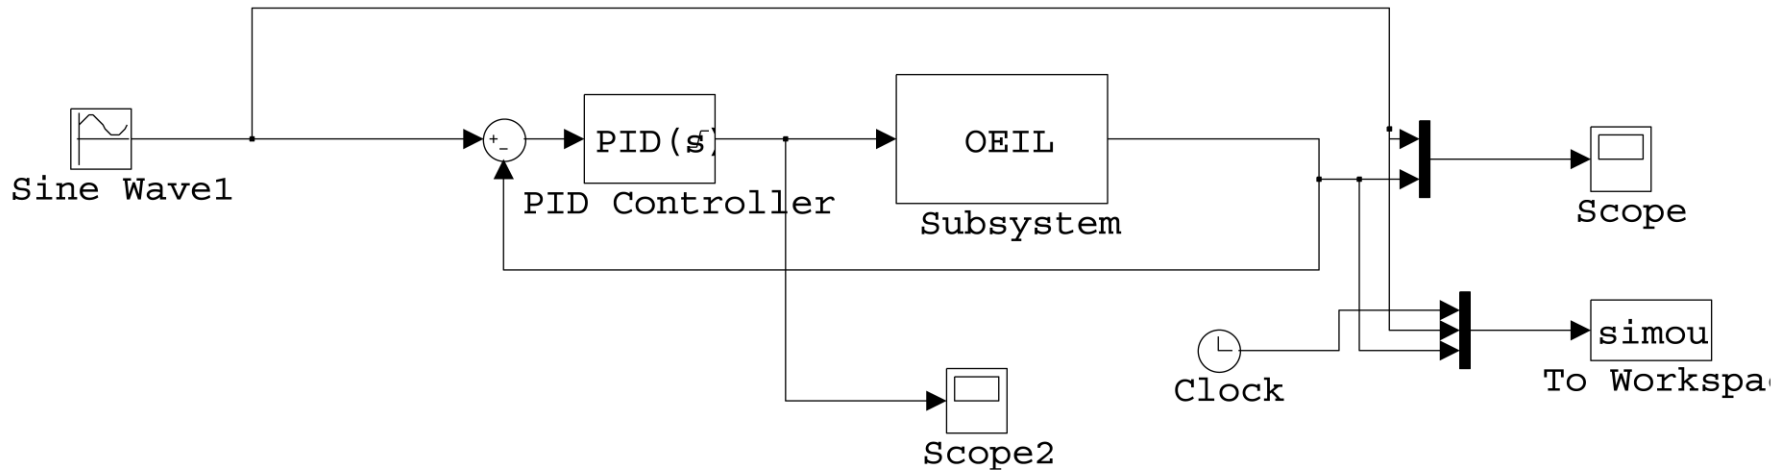 PID(s)
OEIL
Sine Wave1
PID Controller
Subsystem
Scope
simou
Clock
To Workspa
Scope2